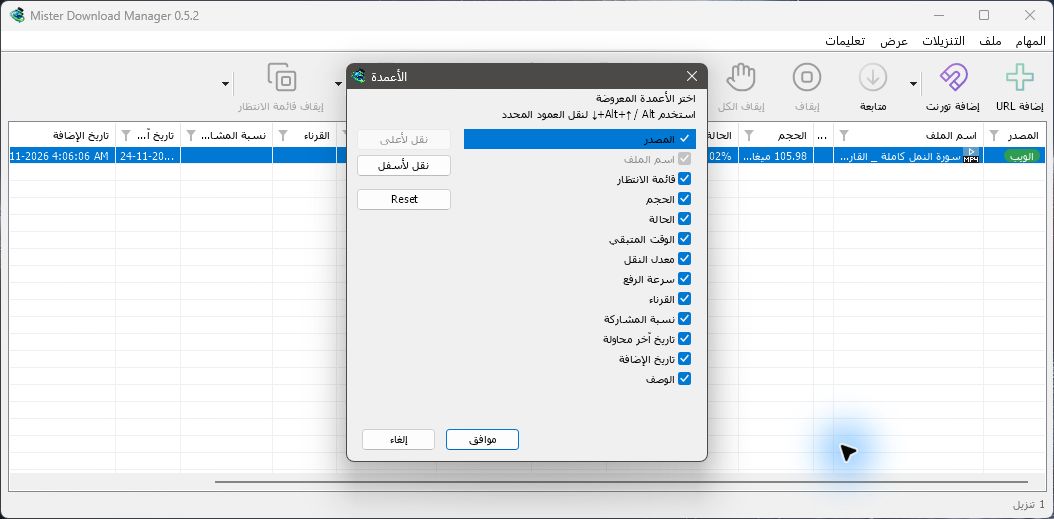 Mister Download Manager 0.5.2
المهام ملف التنزيلات عرض تعليمات
إضافة URL إضافة تورنت متابعة إيقاف إيقاف الكل إيقاف قائمة الانتظار
المصدر اسم الملف ... الحجم الحالة القرناء نسبة المشا... تاريخ آ... تاريخ الإضافة
الويب MP4 سورة النمل كاملة _ القار... 105.98 ميغا... 02% 24-11-20... 11-2026 4:06:06 AM
الأعمدة
اختر الأعمدة المعروضة
استخدم Alt+↑ / Alt+↓ لنقل العمود المحدد
المصدر
اسم الملف
قائمة الانتظار
الحجم
الحالة
الوقت المتبقي
معدل النقل
سرعة الرفع
القرناء
نسبة المشاركة
تاريخ آخر محاولة
تاريخ الإضافة
الوصف
نقل لأعلى
نقل لأسفل
Reset
موافق
إلغاء
1 تنزيل